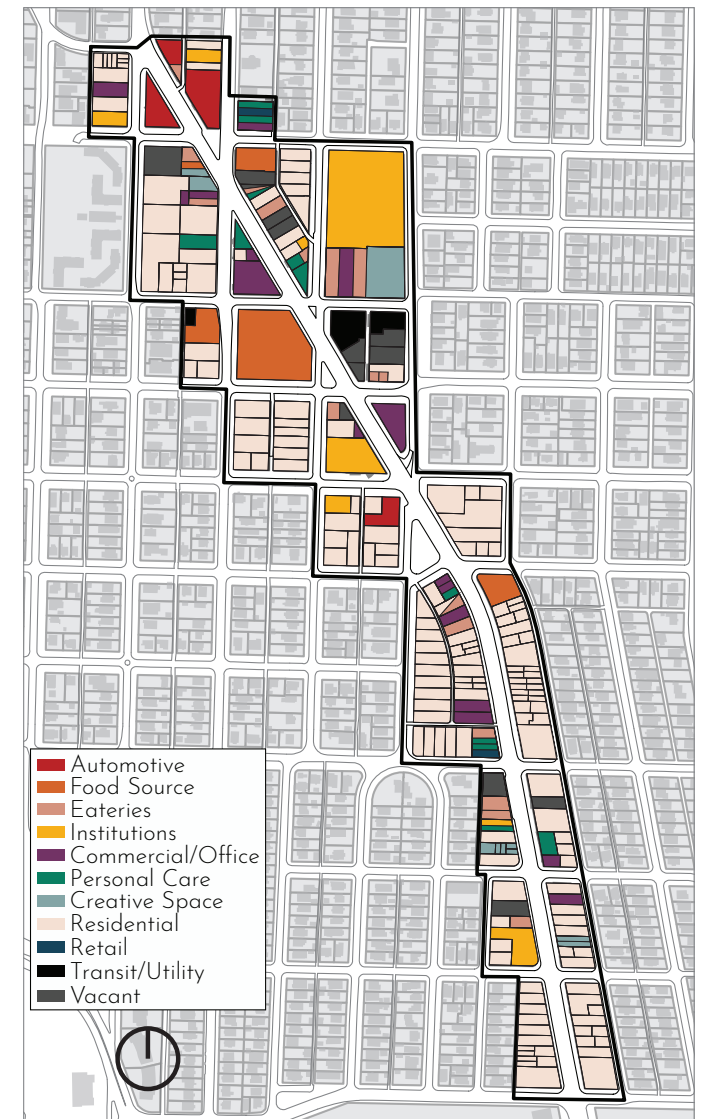 Automotive
Food Source
Eateries
Institutions
Commercial/Office
Personal Care
Creative Space
Residential
Retail
Transit/Utility
Vacant